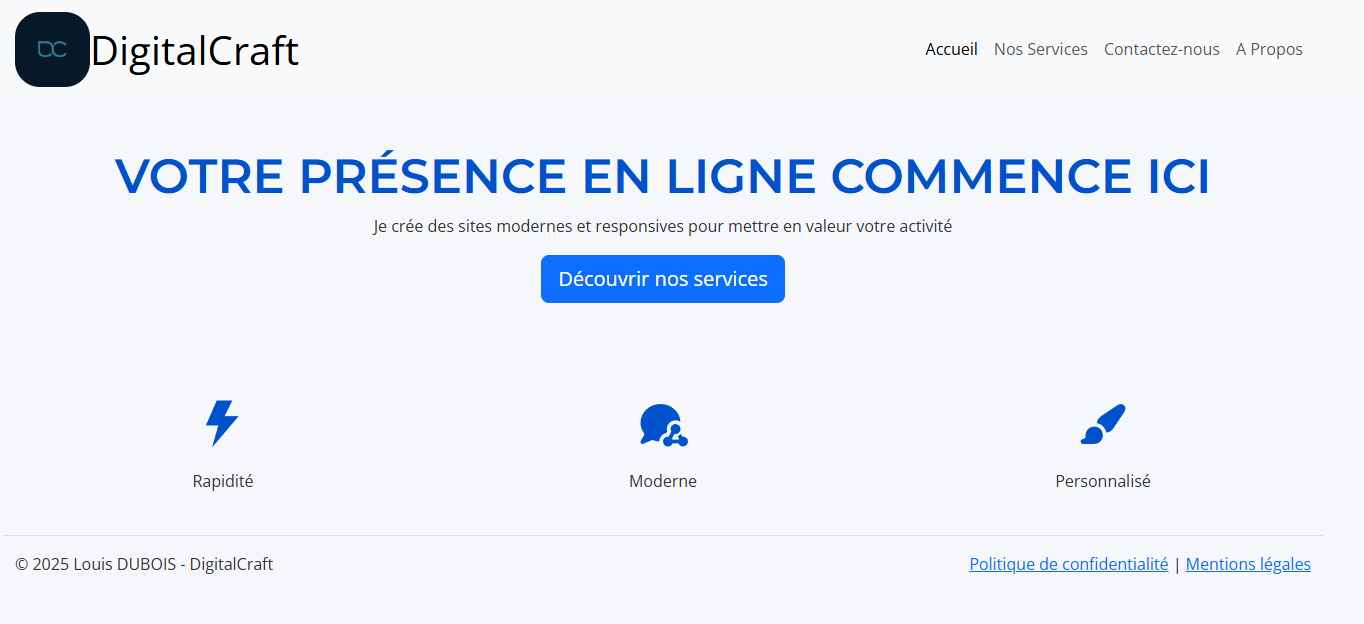 DC DigitalCraft Accueil Nos Services Contactez-nous A Propos
VOTRE PRÉSENCE EN LIGNE COMMENCE ICI
Je crée des sites modernes et responsives pour mettre en valeur votre activité
Découvrir nos services
Rapidité Moderne Personnalisé
© 2025 Louis DUBOIS - DigitalCraft Politique de confidentialité | Mentions légales